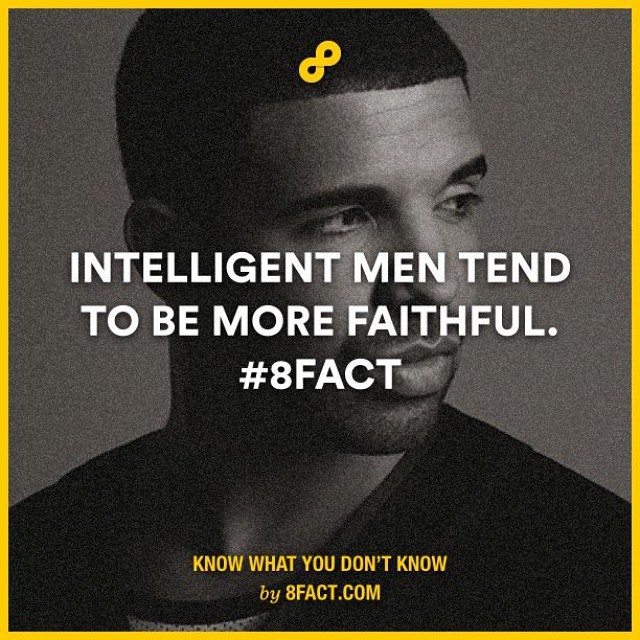 INTELLIGENT MEN TEND
TO BE MORE FAITHFUL.
#8FACT
KNOW WHAT YOU DON'T KNOW
by 8FACT.COM